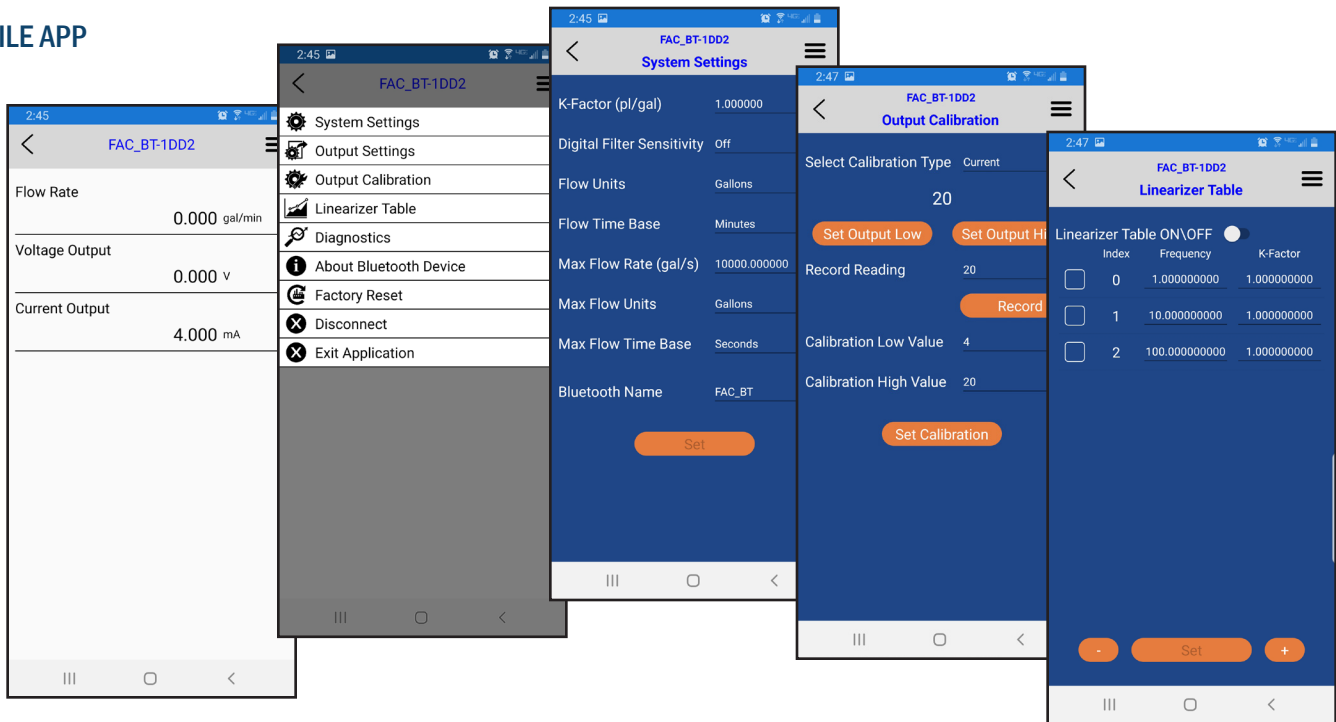 ILE APP
2:45
FAC_BT-1DD2
Flow Rate
0.000 gal/min
Voltage Output
0.000 V
Current Output
4.000 mA
2:45
FAC_BT-1DD2
System Settings
Output Settings
Output Calibration
Linearizer Table
Diagnostics
About Bluetooth Device
Factory Reset
Disconnect
Exit Application
2:45
FAC_BT-1DD2
System Settings
K-Factor (pl/gal) 1.000000
Digital Filter Sensitivity Off
Flow Units Gallons
Flow Time Base Minutes
Max Flow Rate (gal/s) 10000.000000
Max Flow Units Gallons
Max Flow Time Base Seconds
Bluetooth Name FAC_BT
Set
2:47
FAC_BT-1DD2
Output Calibration
Select Calibration Type Current
20
Set Output Low Set Output Hi
Record Reading 20
Record
Calibration Low Value 4
Calibration High Value 20
Set Calibration
2:47
FAC_BT-1DD2
Linearizer Table
Linearizer Table ON\OFF
Index Frequency K-Factor
0 1.000000000 1.000000000
1 10.000000000 1.000000000
2 100.000000000 1.000000000
- Set +